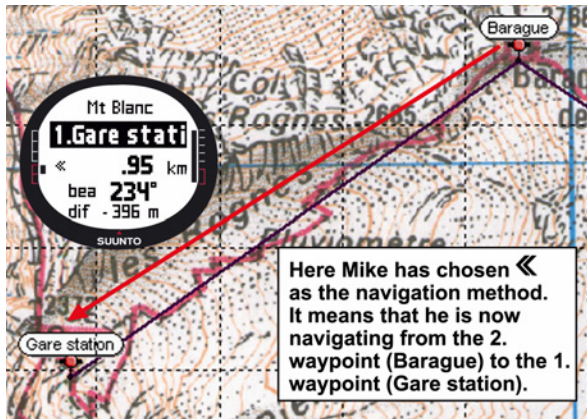 Barague
Col
Rognes 2665
Mt Blanc
1.Gare stati
« .95 km
bea 234°
dif -396 m
SUUNTO
Gare station
Here Mike has chosen «
as the navigation method.
It means that he is now
navigating from the 2.
waypoint (Barague) to the 1.
waypoint (Gare station).